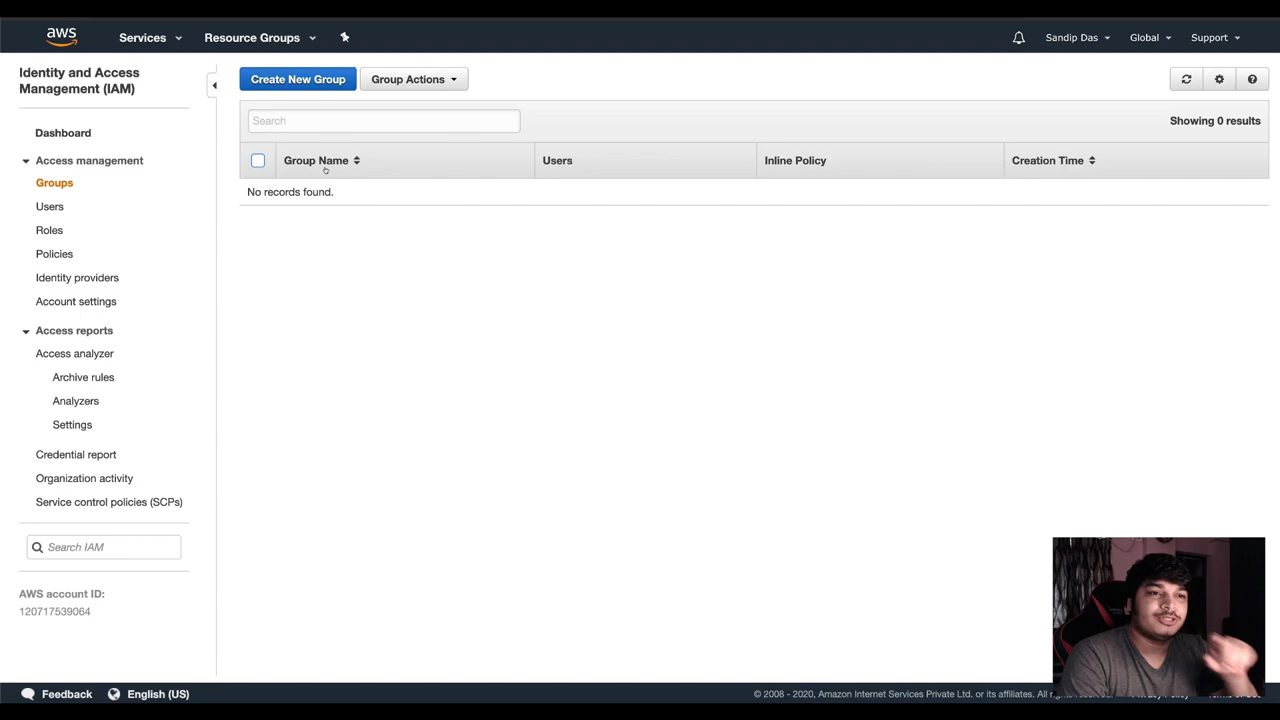 aws
Services
Resource Groups
Sandip Das
Global
Support
Identity and Access
Management (IAM)
Dashboard
Access management
Groups
Users
Roles
Policies
Identity providers
Account settings
Access reports
Access analyzer
Archive rules
Analyzers
Settings
Credential report
Organization activity
Service control policies (SCPs)
Search IAM
AWS account ID:
120717539064
Create New Group
Group Actions
Search
Showing 0 results
Group Name
Users
Inline Policy
Creation Time
No records found.
Feedback
English (US)
© 2008 - 2020, Amazon Internet Services Private Ltd. or its affiliates. All